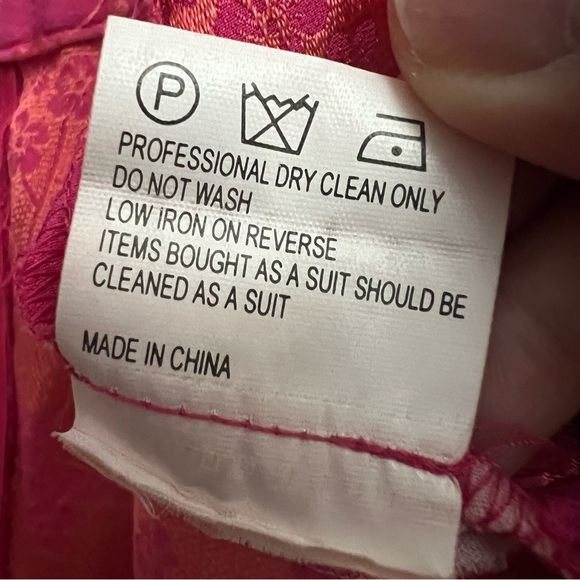 P
PROFESSIONAL DRY CLEAN ONLY
DO NOT WASH
LOW IRON ON REVERSE
ITEMS BOUGHT AS A SUIT SHOULD BE
CLEANED AS A SUIT
MADE IN CHINA